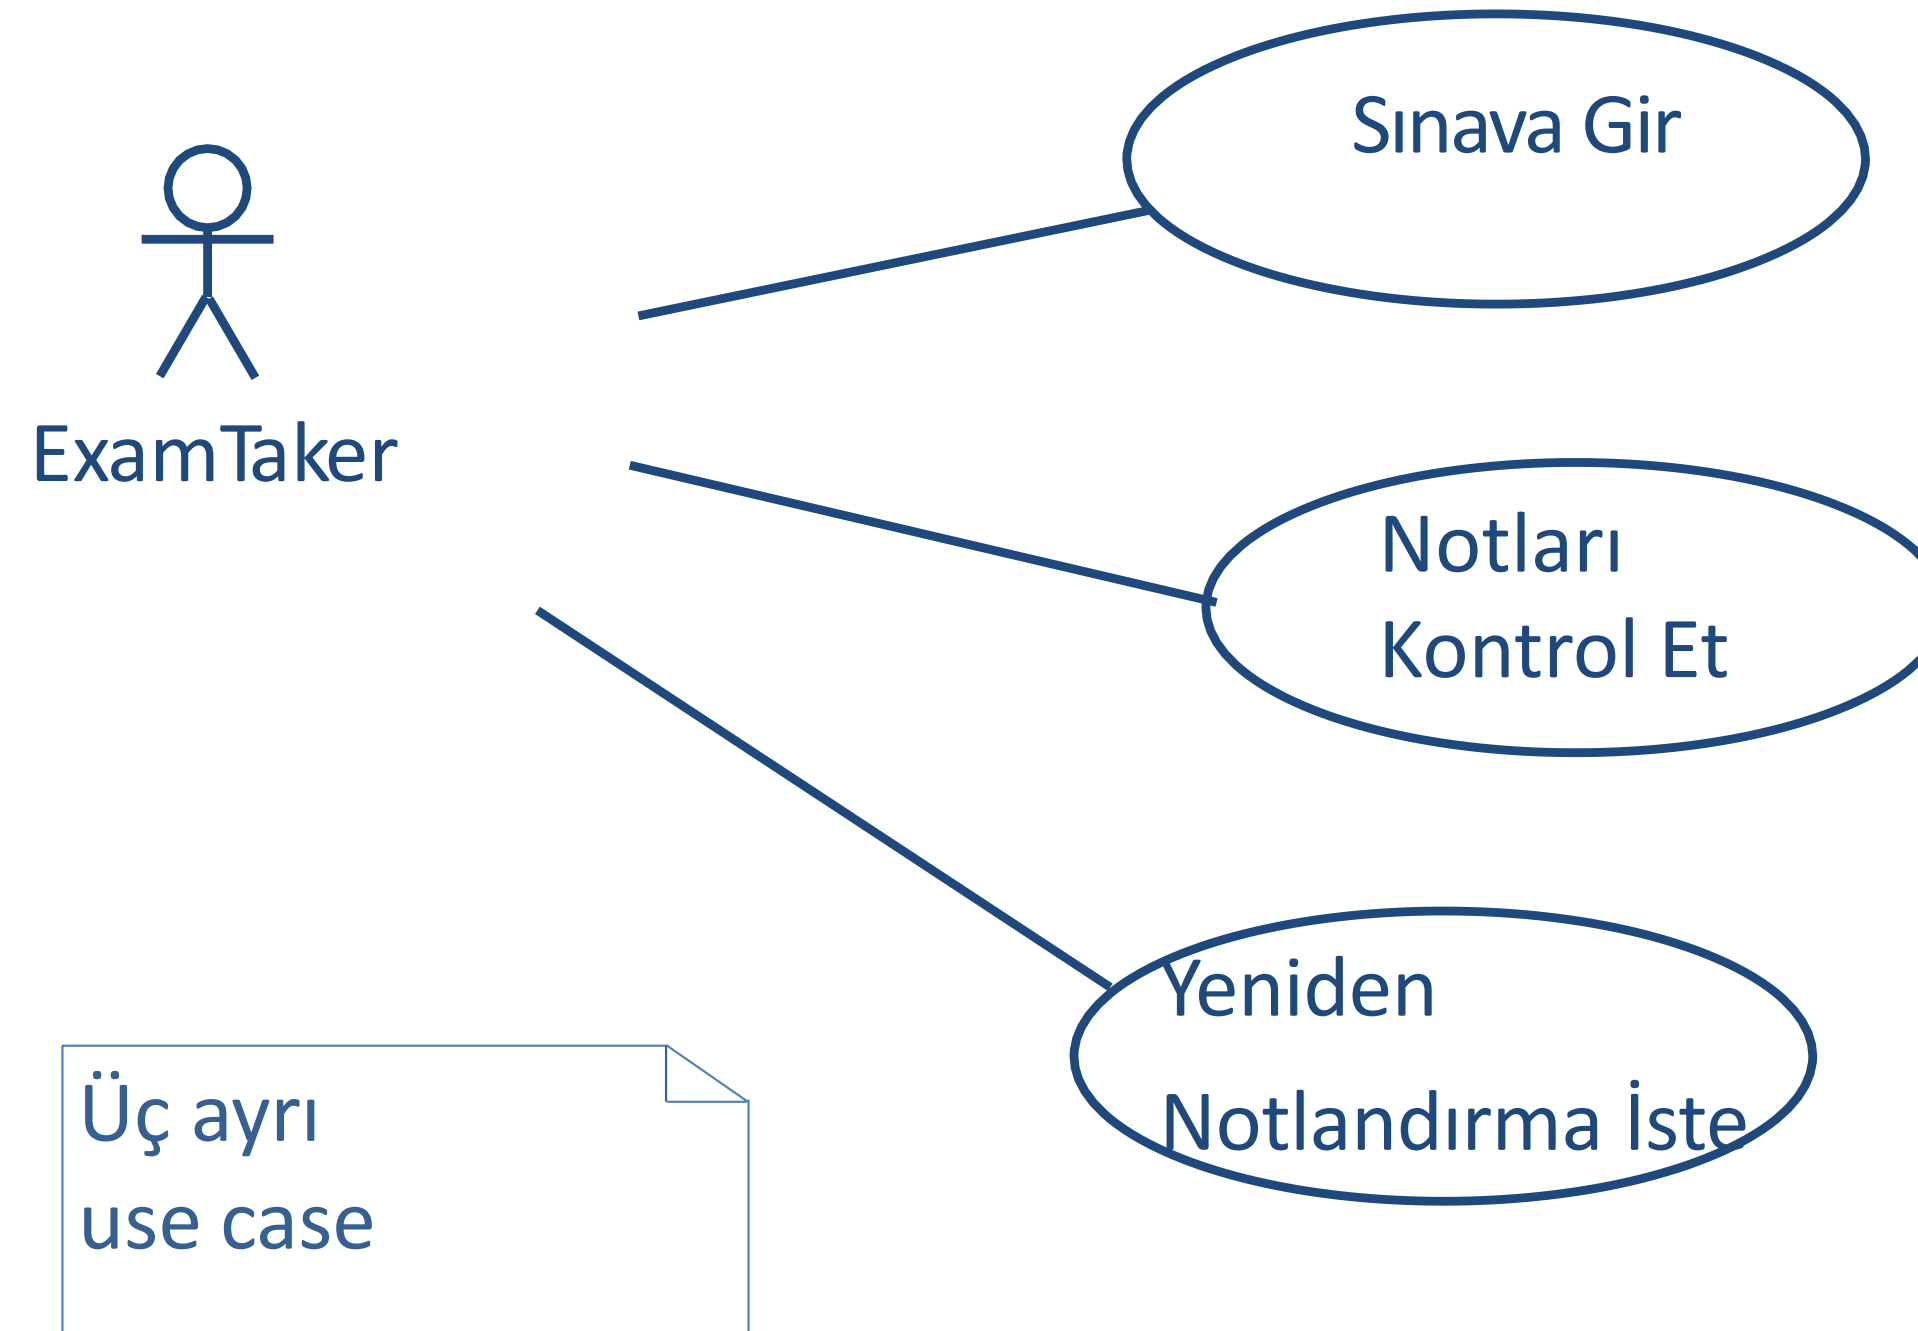 Sınava Gir
ExamTaker
Notları
Kontrol Et
Yeniden
Notlandırma İste
Üç ayrı
use case